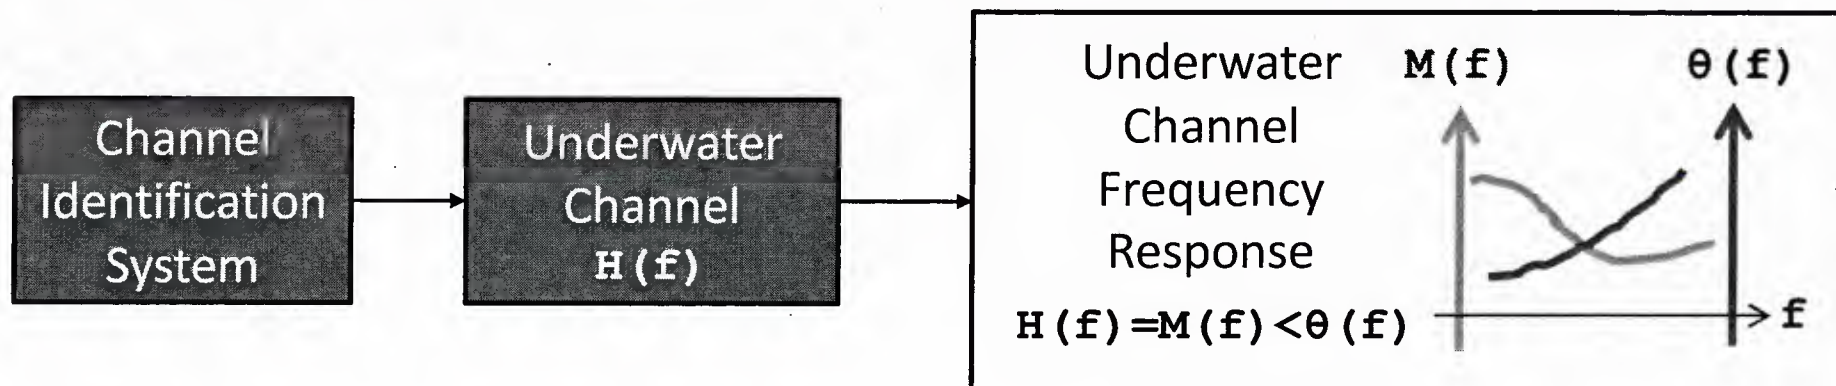 Channel
Identification
System
Underwater
Channel
H(f)
Underwater
Channel
Frequency
Response
H(f)=M(f)<θ(f)
M(f)
θ(f)
f